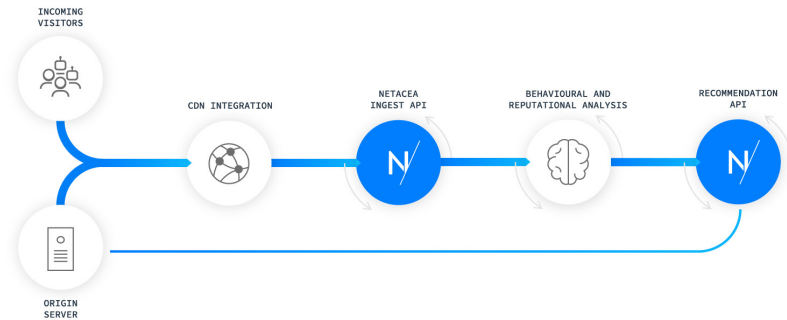 INCOMING
VISITORS
CDN INTEGRATION
NETACEA
INGEST API
BEHAVIOURAL AND
REPUTATIONAL ANALYSIS
RECOMMENDATION
API
N
N
ORIGIN
SERVER